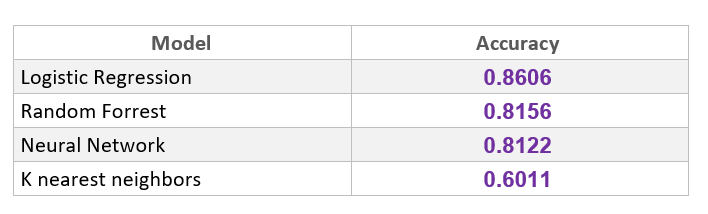 Model Accuracy
Logistic Regression 0.8606
Random Forrest 0.8156
Neural Network 0.8122
K nearest neighbors 0.6011